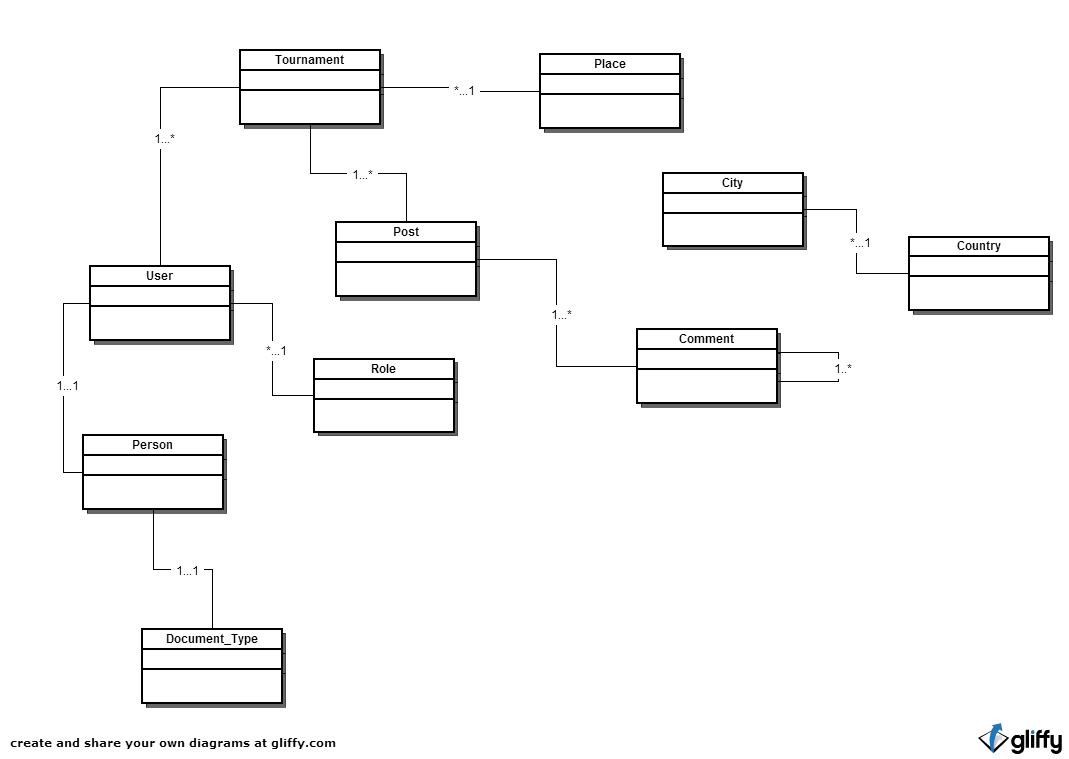 Tournament
Place
*...1
1...*
1...*
City
Post
*...1
Country
User
1...*
Comment
*...1
Role
1..*
1...1
Person
1...1
Document_Type
create and share your own diagrams at gliffy.com
gliffy